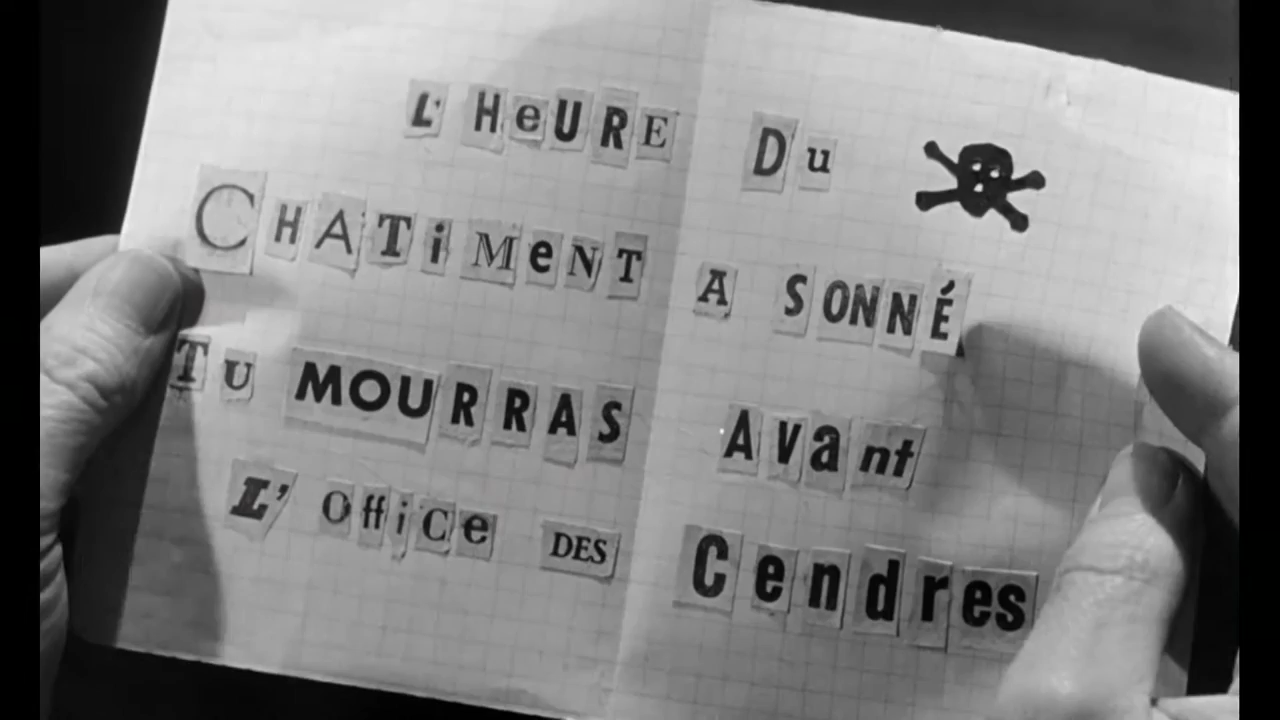 L'HeURE Du
CHATiMeNT A SONNÉ
Tu MOURRAS AVant
L' Office DES Cendres